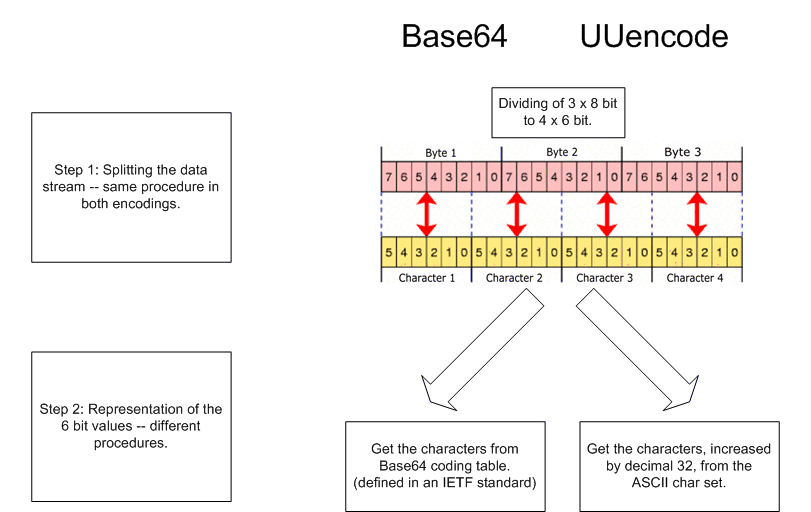 Base64 UUencode
Dividing of 3 x 8 bit
to 4 x 6 bit.
Step 1: Splitting the data
stream -- same procedure in
both encodings.
Byte 1 Byte 2 Byte 3
7 6 5 4 3 2 1 0 7 6 5 4 3 2 1 0 7 6 5 4 3 2 1 0
5 4 3 2 1 0 5 4 3 2 1 0 5 4 3 2 1 0 5 4 3 2 1 0
Character 1 Character 2 Character 3 Character 4
Step 2: Representation of the
6 bit values -- different
procedures.
Get the characters from
Base64 coding table.
(defined in an IETF standard)
Get the characters, increased
by decimal 32, from the
ASCII char set.